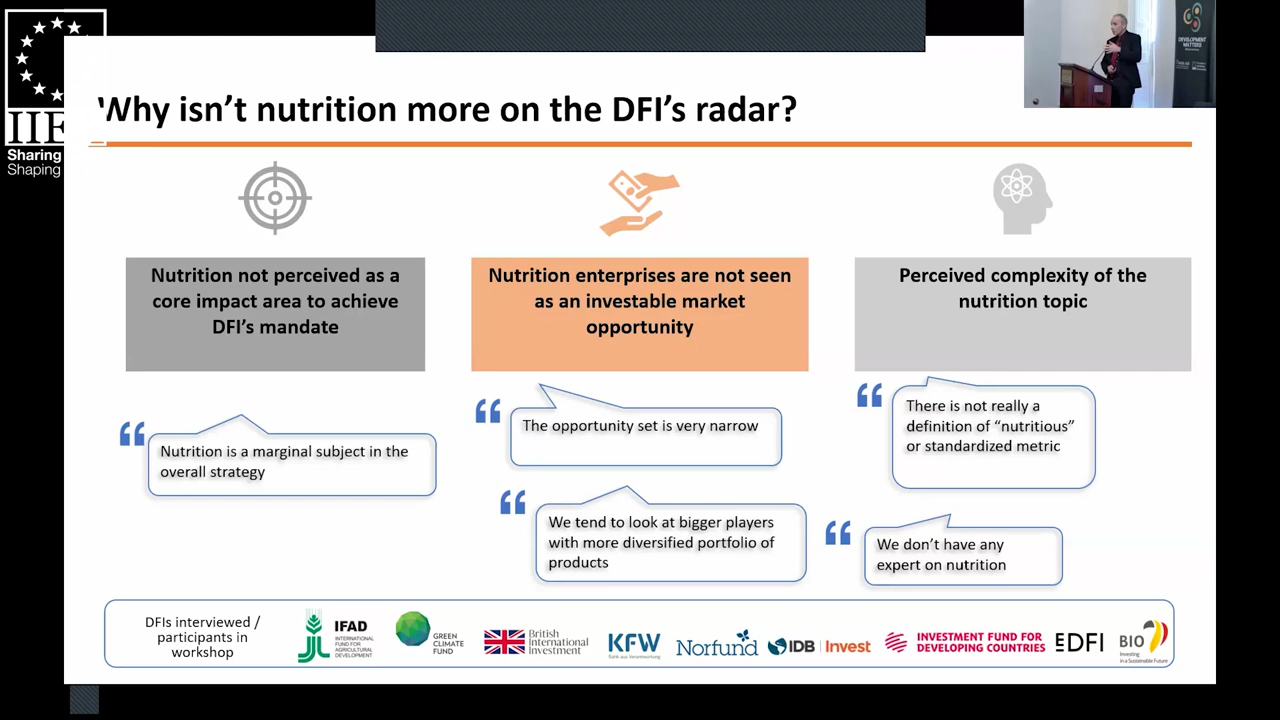 IIE
Sharing
Shaping
DEVELOPMENT
MATTERS
Why isn't nutrition more on the DFI's radar?
Nutrition not perceived as a
core impact area to achieve
DFI's mandate
Nutrition enterprises are not seen
as an investable market
opportunity
Perceived complexity of the
nutrition topic
“
Nutrition is a marginal subject in the
overall strategy
“
The opportunity set is very narrow
“
We tend to look at bigger players
with more diversified portfolio of
products
“
There is not really a
definition of “nutritious”
or standardized metric
“
We don't have any
expert on nutrition
DFIs interviewed /
participants in
workshop
IFAD
INTERNATIONAL
FUND FOR
AGRICULTURAL
DEVELOPMENT
GREEN
CLIMATE
FUND
British
International
Investment
KFW
Bank aus Verantwortung
Norfund
IDB Invest
INVESTMENT FUND FOR
DEVELOPING COUNTRIES
EDFI
BIO
Investing
in a Sustainable Future